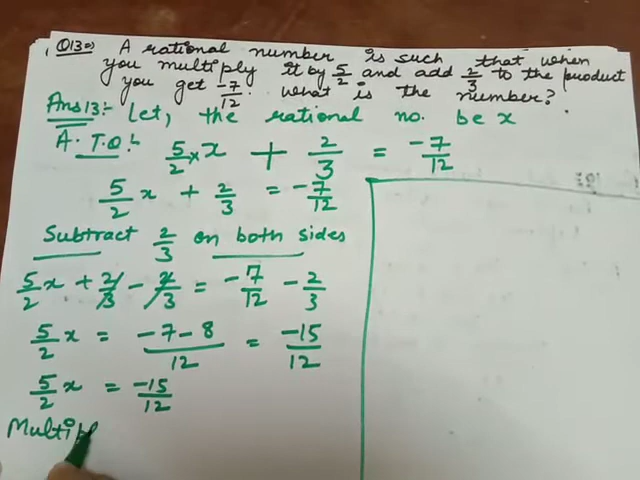 Q13⇒ A rational number is such that when
you multiply it by 5/2 and add 2/3 to the product
you get -7/12. what is the number?
Ans13:- Let, the rational no. be x
A.T.Q:- 5/2 × x + 2/3 = -7/12
5/2 x + 2/3 = -7/12
Subtract 2/3 on both sides
5/2 x + 2/3 - 2/3 = -7/12 - 2/3
5/2 x = -7-8/12 = -15/12
5/2 x = -15/12
Multip